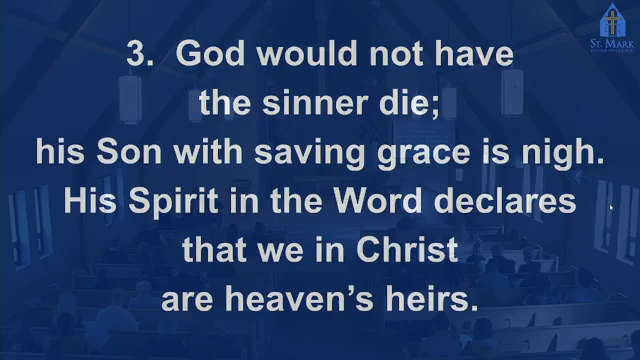 ST. MARK
3. God would not have
the sinner die;
his Son with saving grace is nigh.
His Spirit in the Word declares
that we in Christ
are heaven's heirs.